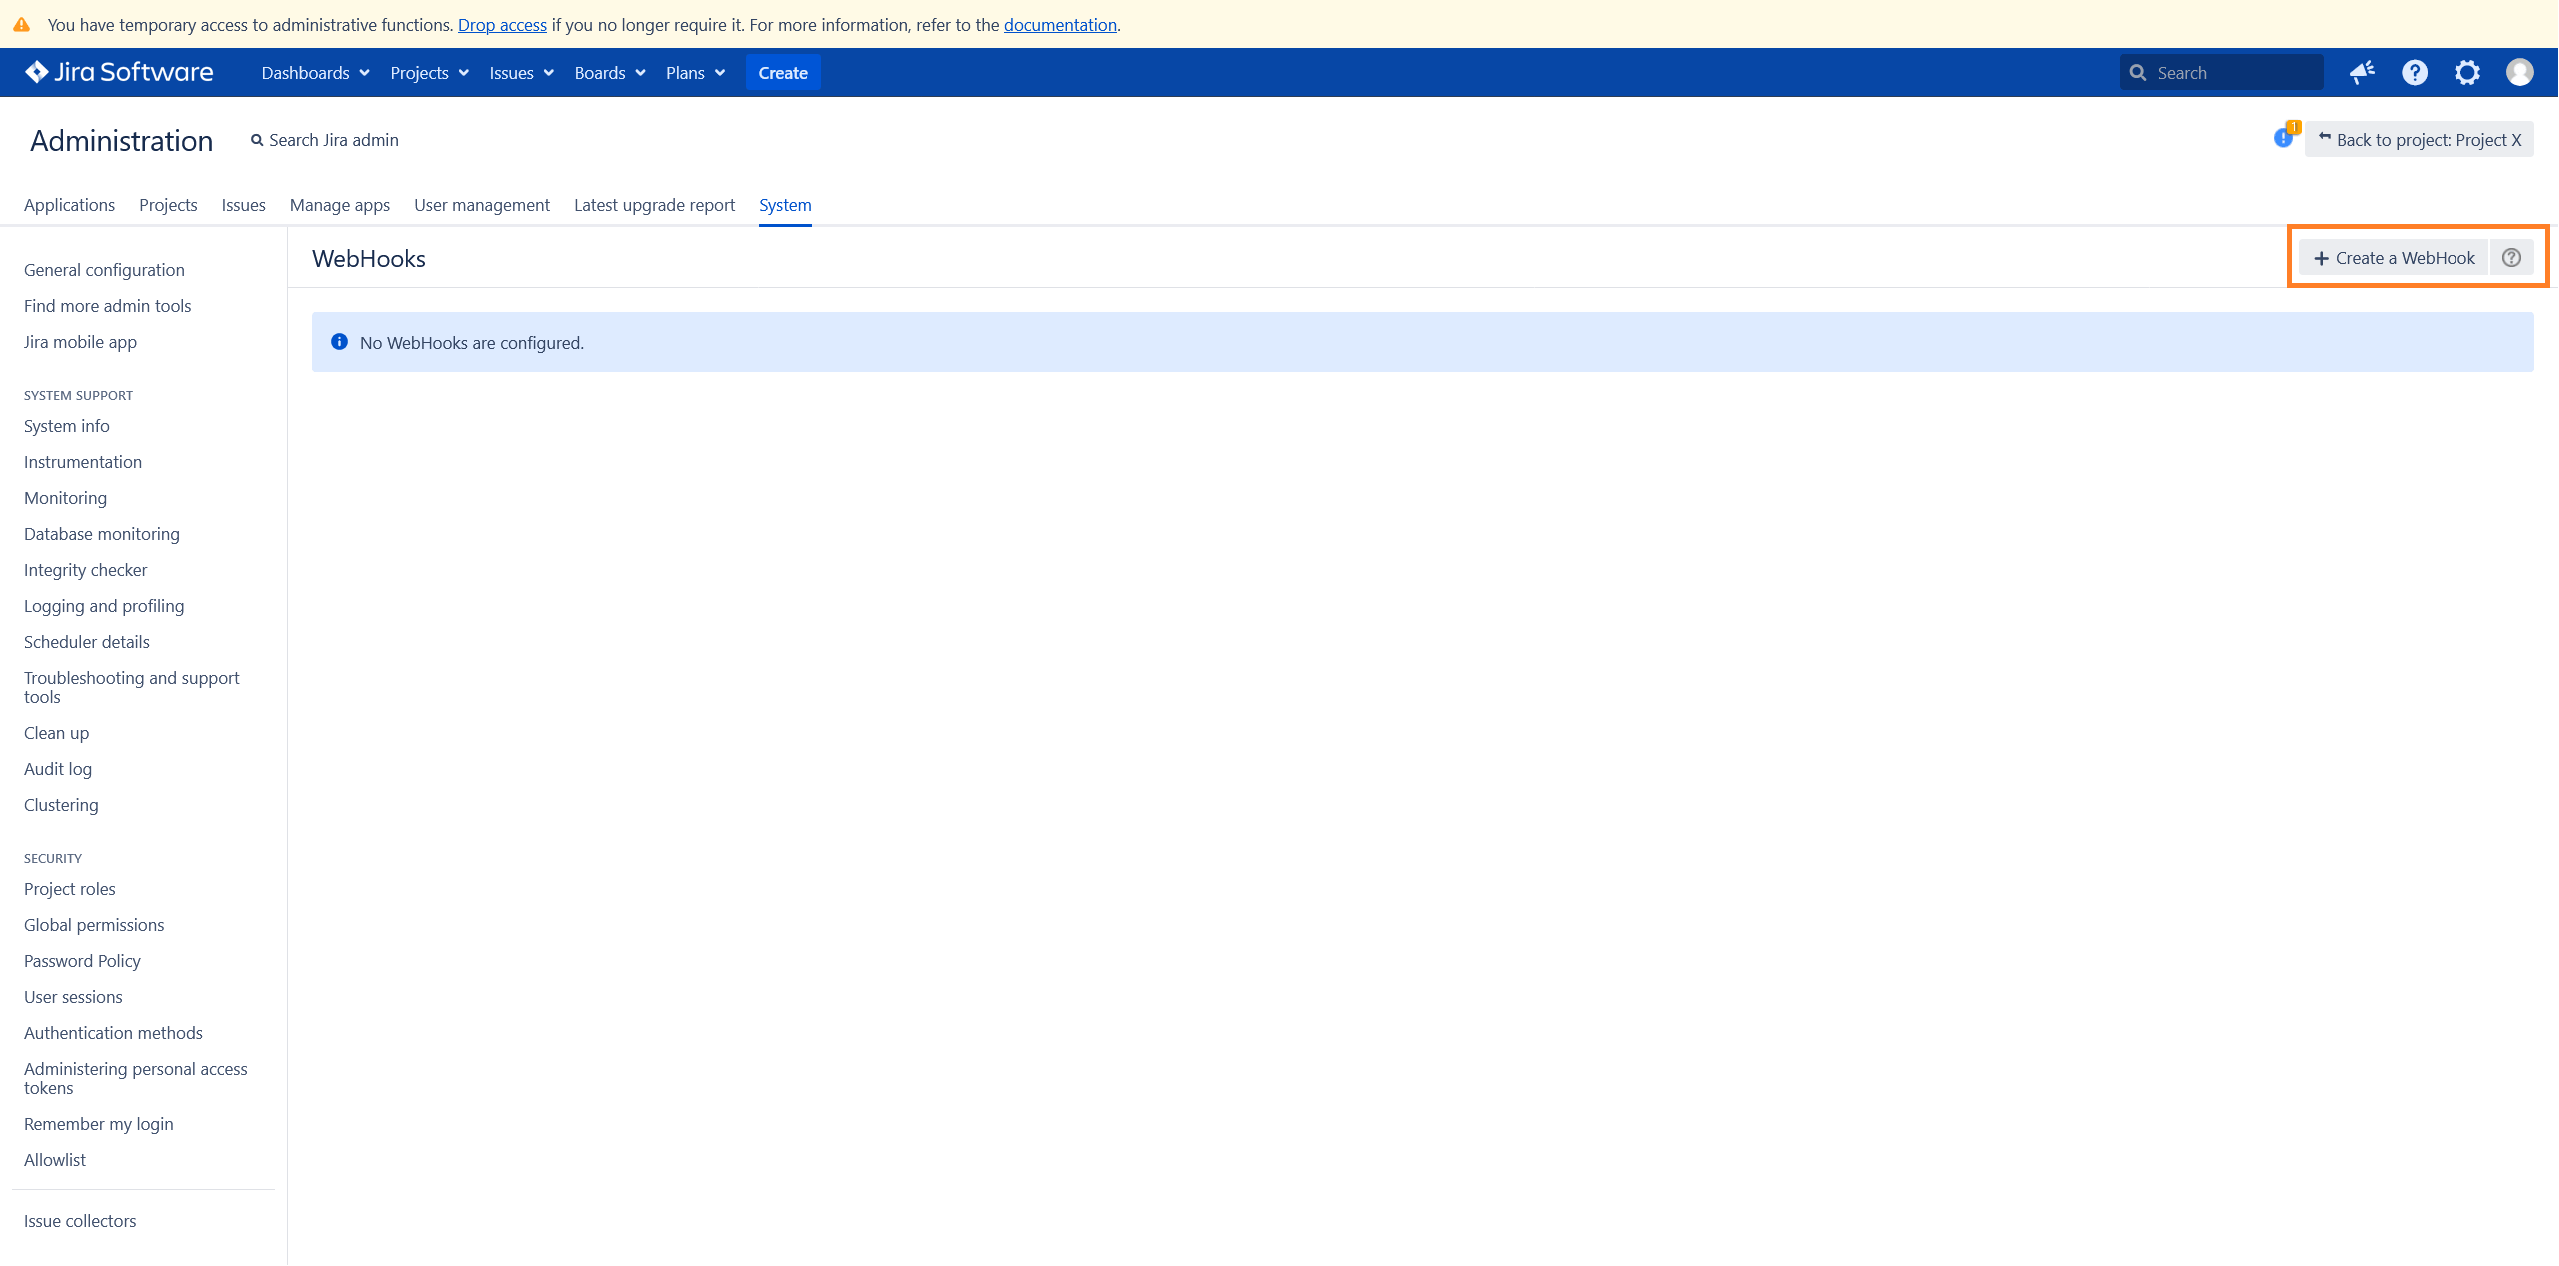 You have temporary access to administrative functions. Drop access if you no longer require it. For more information, refer to the documentation.
Jira Software Dashboards Projects Issues Boards Plans Create Search
Administration Search Jira admin 1 Back to project: Project X
Applications Projects Issues Manage apps User management Latest upgrade report System
WebHooks Create a WebHook
No WebHooks are configured.
General configuration
Find more admin tools
Jira mobile app
SYSTEM SUPPORT
System info
Instrumentation
Monitoring
Database monitoring
Integrity checker
Logging and profiling
Scheduler details
Troubleshooting and support
tools
Clean up
Audit log
Clustering
SECURITY
Project roles
Global permissions
Password Policy
User sessions
Authentication methods
Administering personal access
tokens
Remember my login
Allowlist
Issue collectors